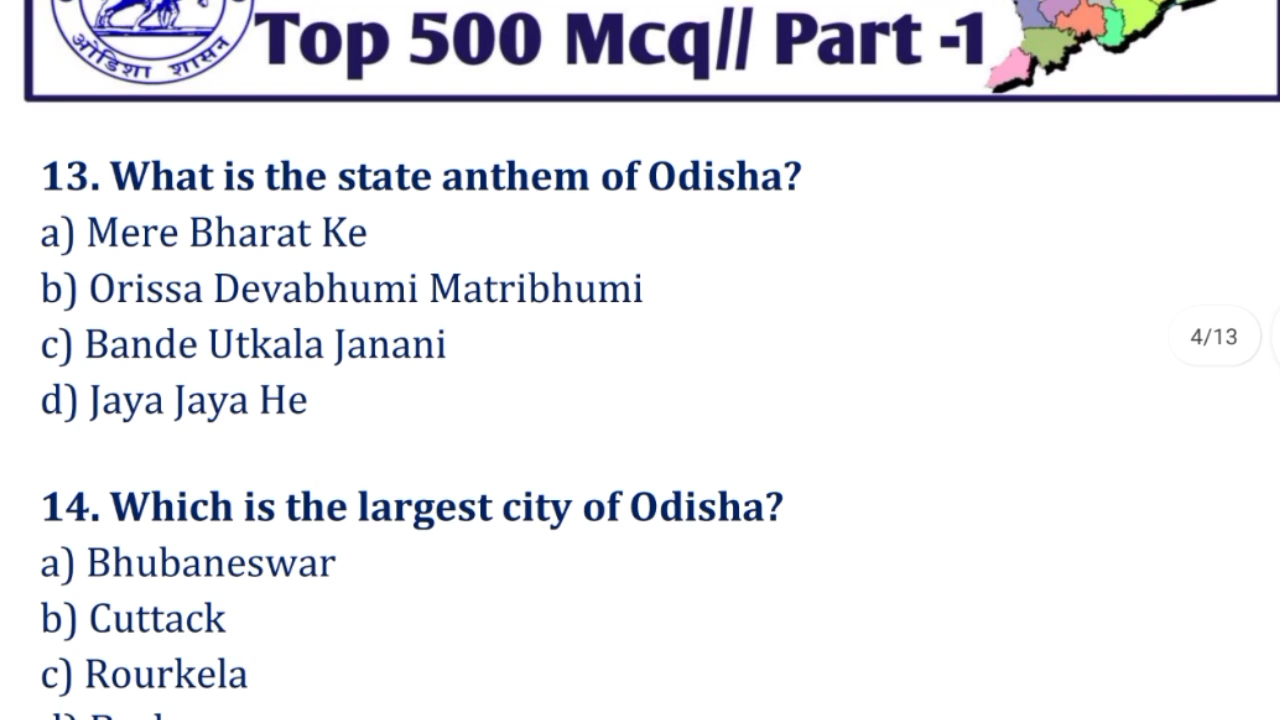 ओडिशा शासन
Top 500 Mcq// Part -1
13. What is the state anthem of Odisha?
a) Mere Bharat Ke
b) Orissa Devabhumi Matribhumi
c) Bande Utkala Janani
d) Jaya Jaya He
4/13
14. Which is the largest city of Odisha?
a) Bhubaneswar
b) Cuttack
c) Rourkela